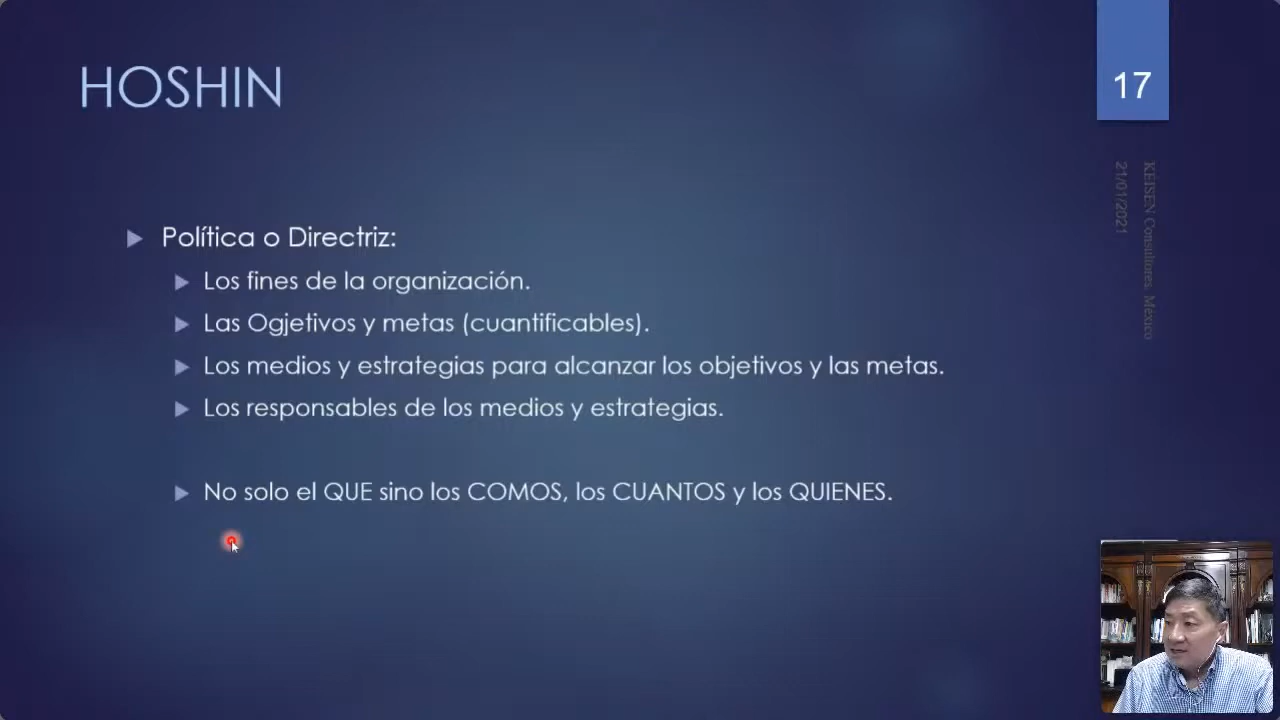 HOSHIN
17
Política o Directriz:
Los fines de la organización.
Las Ogjetivos y metas (cuantificables).
Los medios y estrategias para alcanzar los objetivos y las metas.
Los responsables de los medios y estrategias.
No solo el QUE sino los COMOS, los CUANTOS y los QUIENES.
KEISEN Consultores, México
21/01/2021